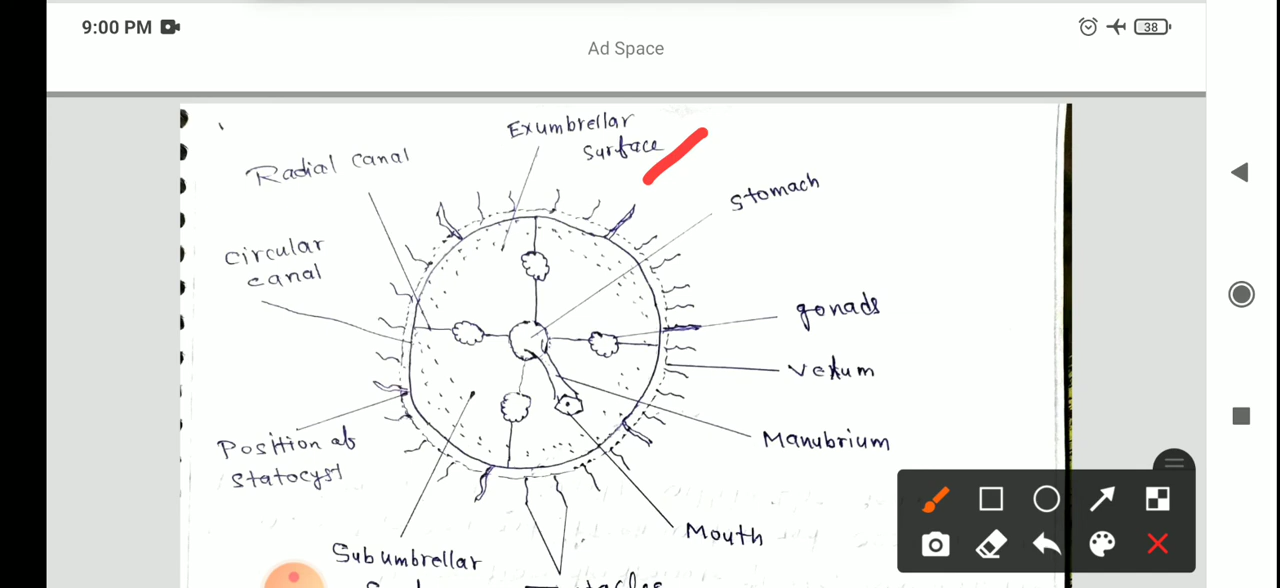 9:00 PM
38
Ad Space
Exumbrellar
surface
Radial canal
Stomach
circular
canal
gonads
Velum
Position of
statocyst
Manubrium
Mouth
Subumbrellar